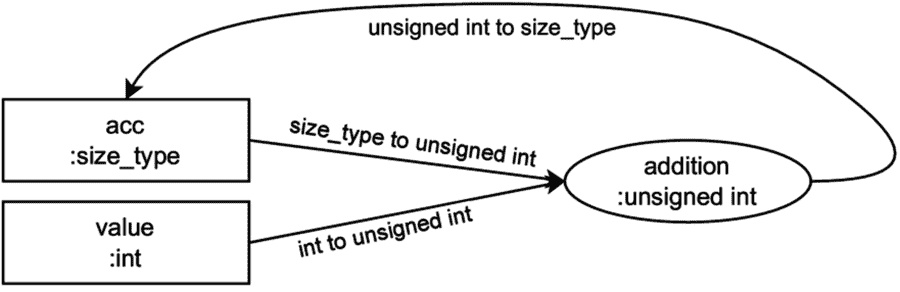 unsigned int to size_type
acc
:size_type
size_type to unsigned int
addition
:unsigned int
value
:int
int to unsigned int